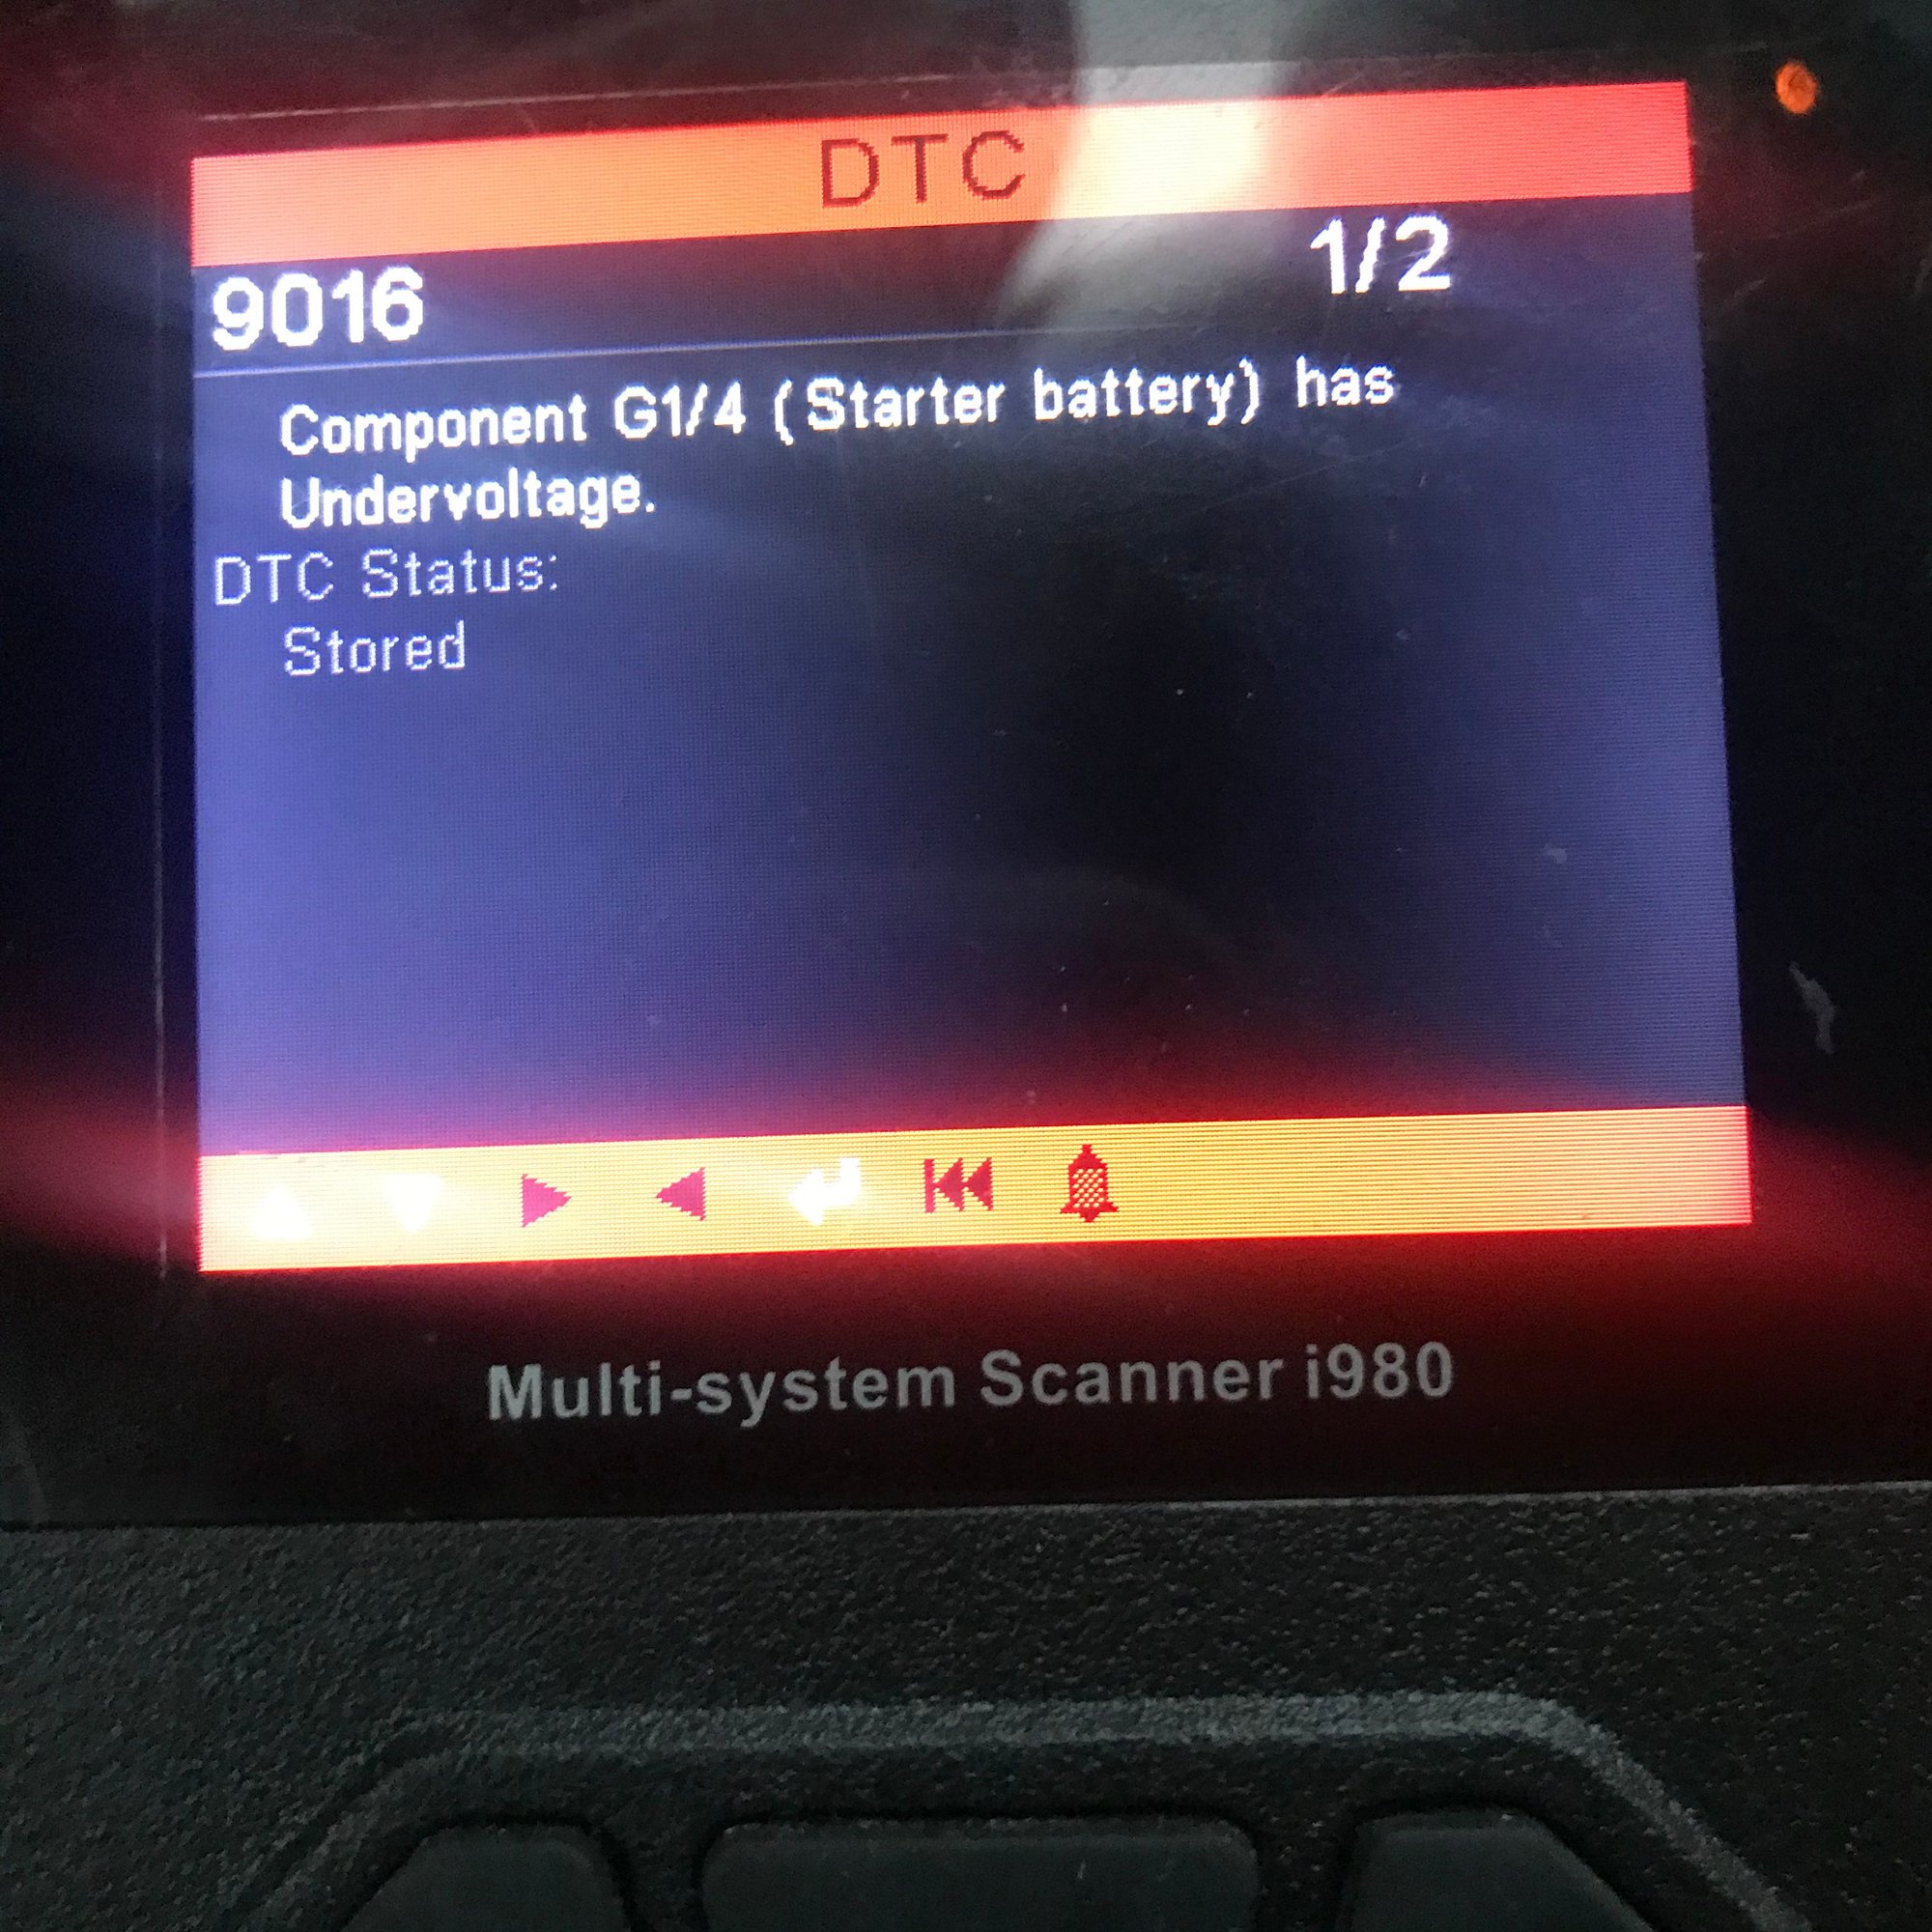 DTC
9016 1/2
Component G1/4 (Starter battery) has
Undervoltage.
DTC Status:
Stored
Multi-system Scanner i980